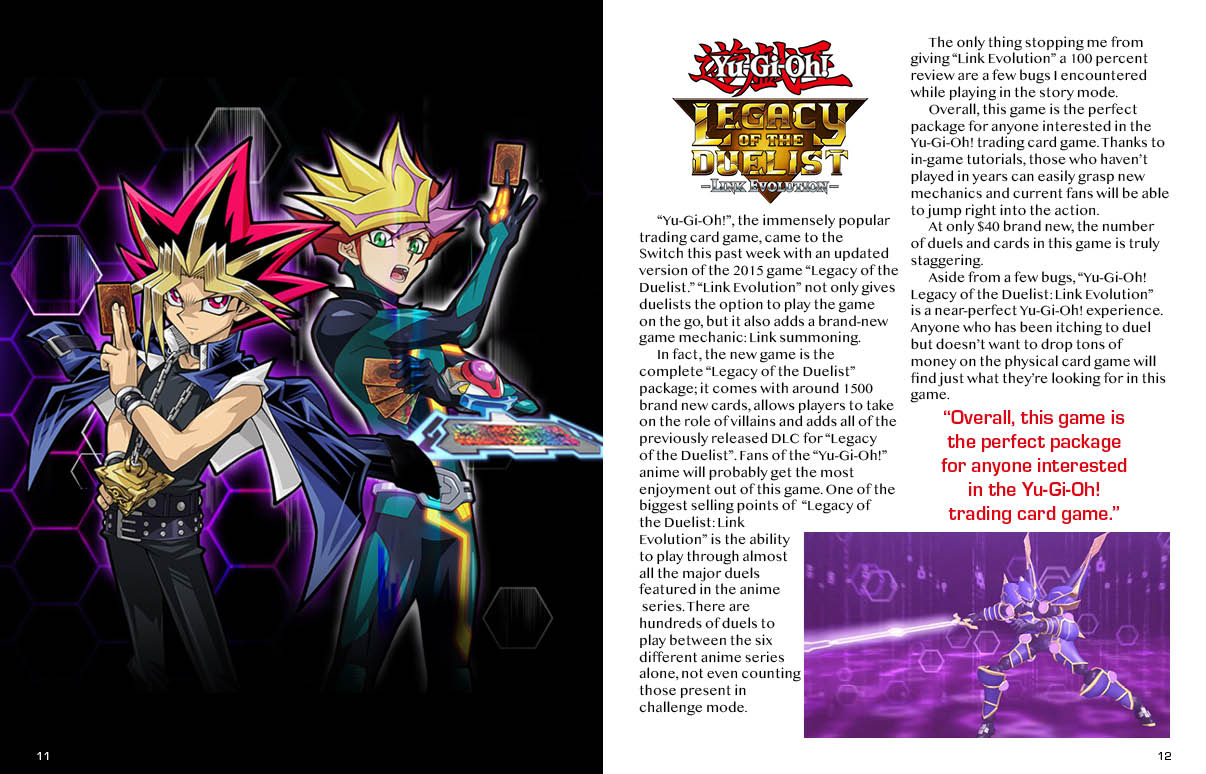 11
遊☆戯☆王
Yu-Gi-Oh!
LEGACY
OF THE
DUELIST
–LINK EVOLUTION–
“Yu-Gi-Oh!”, the immensely popular
trading card game, came to the
Switch this past week with an updated
version of the 2015 game “Legacy of the
Duelist.” “Link Evolution” not only gives
duelists the option to play the game
on the go, but it also adds a brand-new
game mechanic: Link summoning.
In fact, the new game is the
complete “Legacy of the Duelist”
package; it comes with around 1500
brand new cards, allows players to take
on the role of villains and adds all of the
previously released DLC for “Legacy
of the Duelist”. Fans of the “Yu-Gi-Oh!”
anime will probably get the most
enjoyment out of this game. One of the
biggest selling points of “Legacy of
the Duelist: Link
Evolution” is the ability
to play through almost
all the major duels
featured in the anime
series. There are
hundreds of duels to
play between the six
different anime series
alone, not even counting
those present in
challenge mode.
The only thing stopping me from
giving “Link Evolution” a 100 percent
review are a few bugs I encountered
while playing in the story mode.
Overall, this game is the perfect
package for anyone interested in the
Yu-Gi-Oh! trading card game. Thanks to
in-game tutorials, those who haven’t
played in years can easily grasp new
mechanics and current fans will be able
to jump right into the action.
At only $40 brand new, the number
of duels and cards in this game is truly
staggering.
Aside from a few bugs, “Yu-Gi-Oh!
Legacy of the Duelist: Link Evolution”
is a near-perfect Yu-Gi-Oh! experience.
Anyone who has been itching to duel
but doesn’t want to drop tons of
money on the physical card game will
find just what they’re looking for in this
game.
“Overall, this game is
the perfect package
for anyone interested
in the Yu-Gi-Oh!
trading card game.”
12